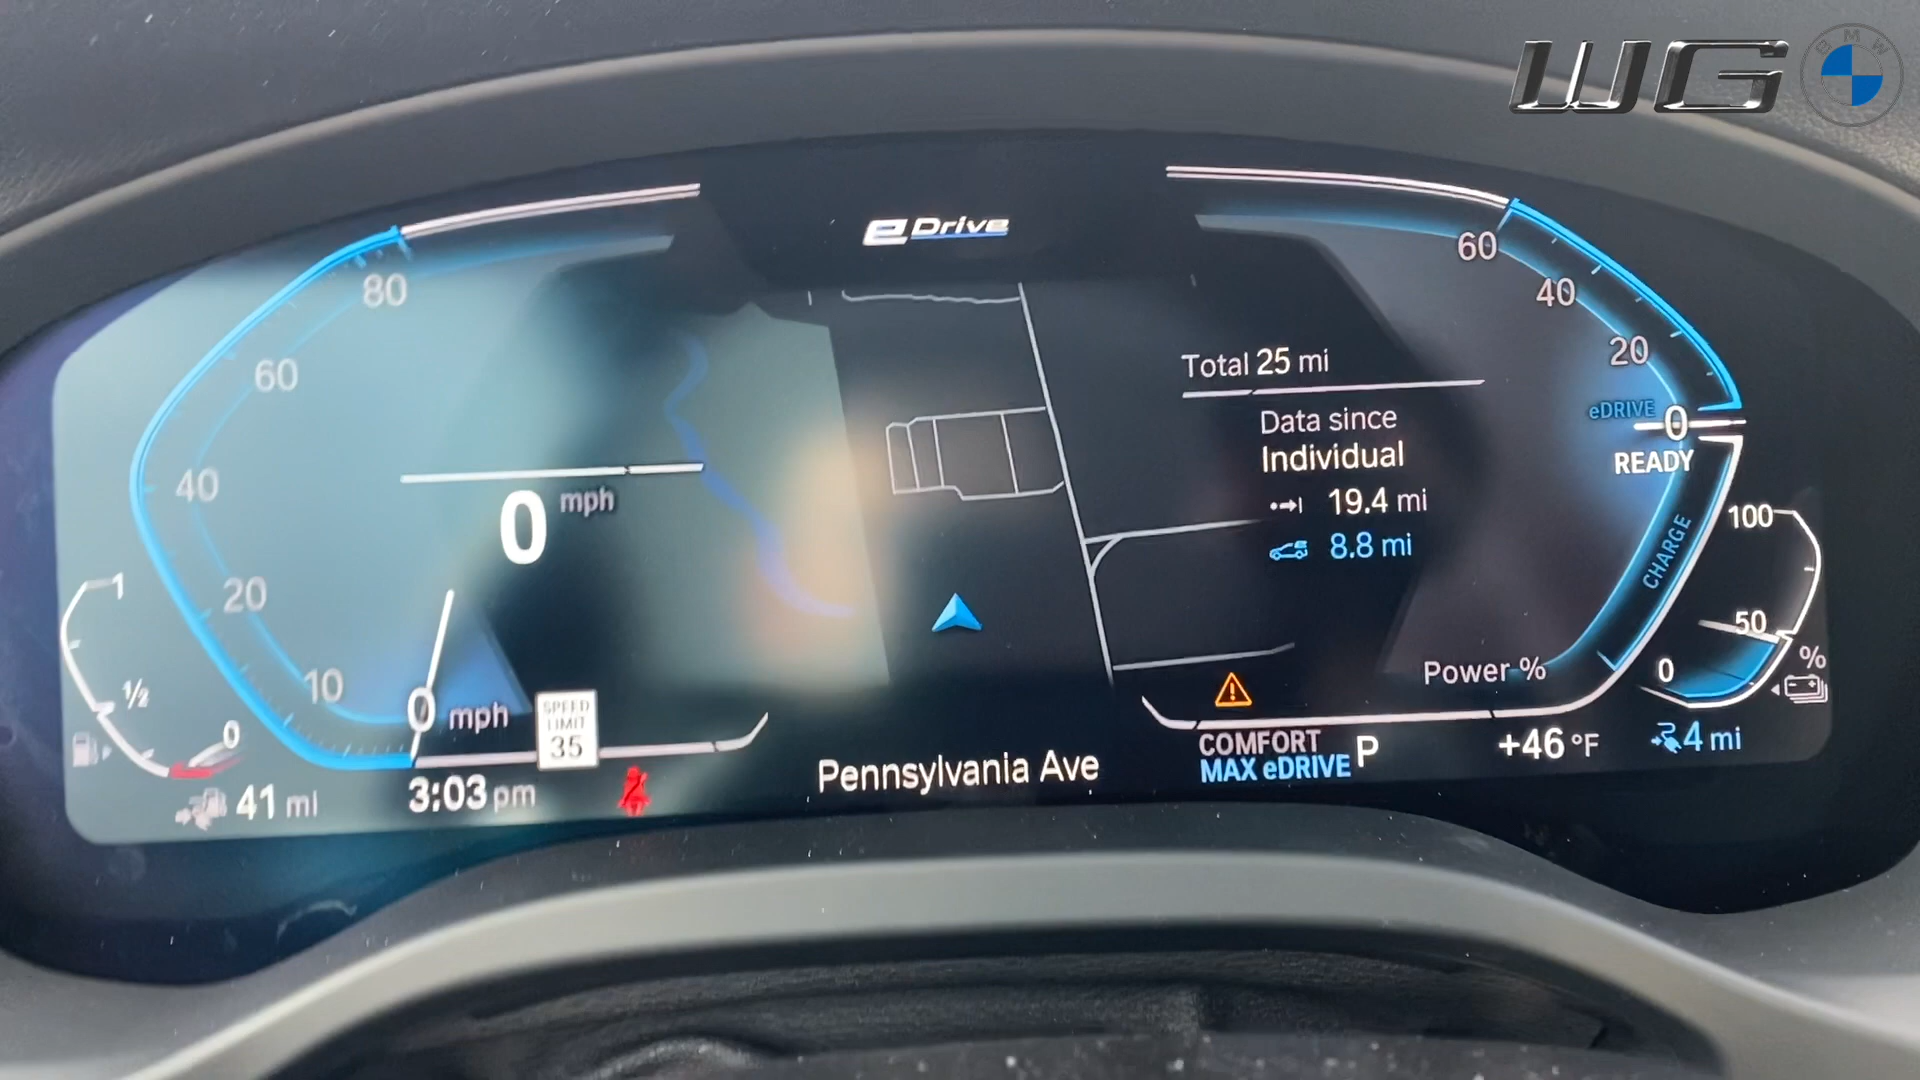 WG
BMW
eDrive
80
60
40
20
10
0 mph
0 mph
1
1/2
0
41 mi
3:03 pm
SPEED
LIMIT
35
Pennsylvania Ave
Total 25 mi
Data since
Individual
19.4 mi
8.8 mi
60
40
20
eDRIVE
0
READY
CHARGE
Power %
100
50
0
%
COMFORT
MAX eDRIVE
P
+46 °F
4 mi